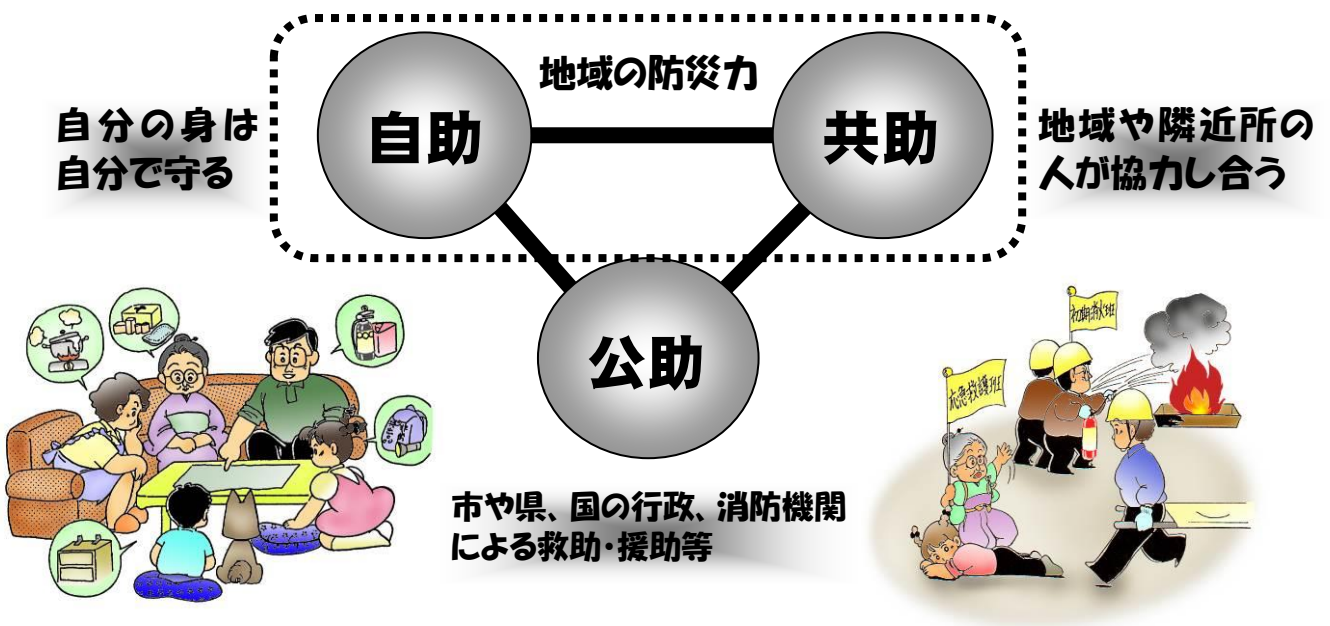 地域の防災力
自助
共助
自分の身は
自分で守る
地域や隣近所の
人が協力し合う
公助
市や県、国の行政、消防機関
による救助・援助等
初期消火班
応急救護班